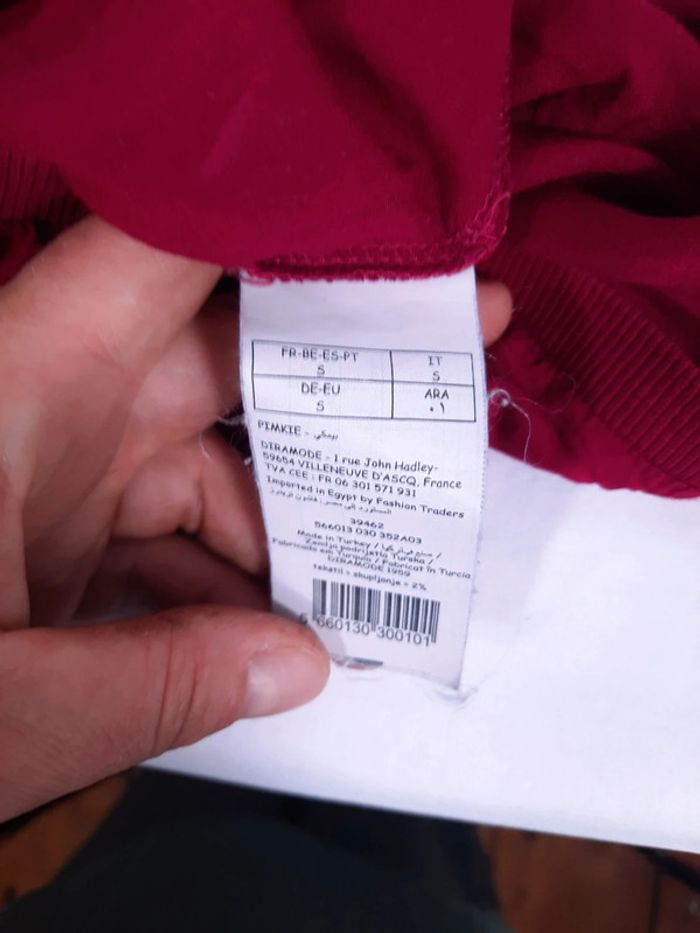 FR-BE-ES-PT IT
S S
DE-EU ARA
S ٠١
PIMKIE - بيمكي
DIRAMODE - 1 rue John Hadley-
59654 VILLENEUVE D'ASCQ. France
TVA CEE : FR 06 301 571 931
Imported in Egypt by Fashion Traders
39462
566013 030 352A03
Made in Turkey /
Zemlja podrijetla Turska /
Fabricado em Turquia / Fabricat în Turcia
DIRAMODE 1959
tekstil = skupljanje = 2%
5 660130 300101